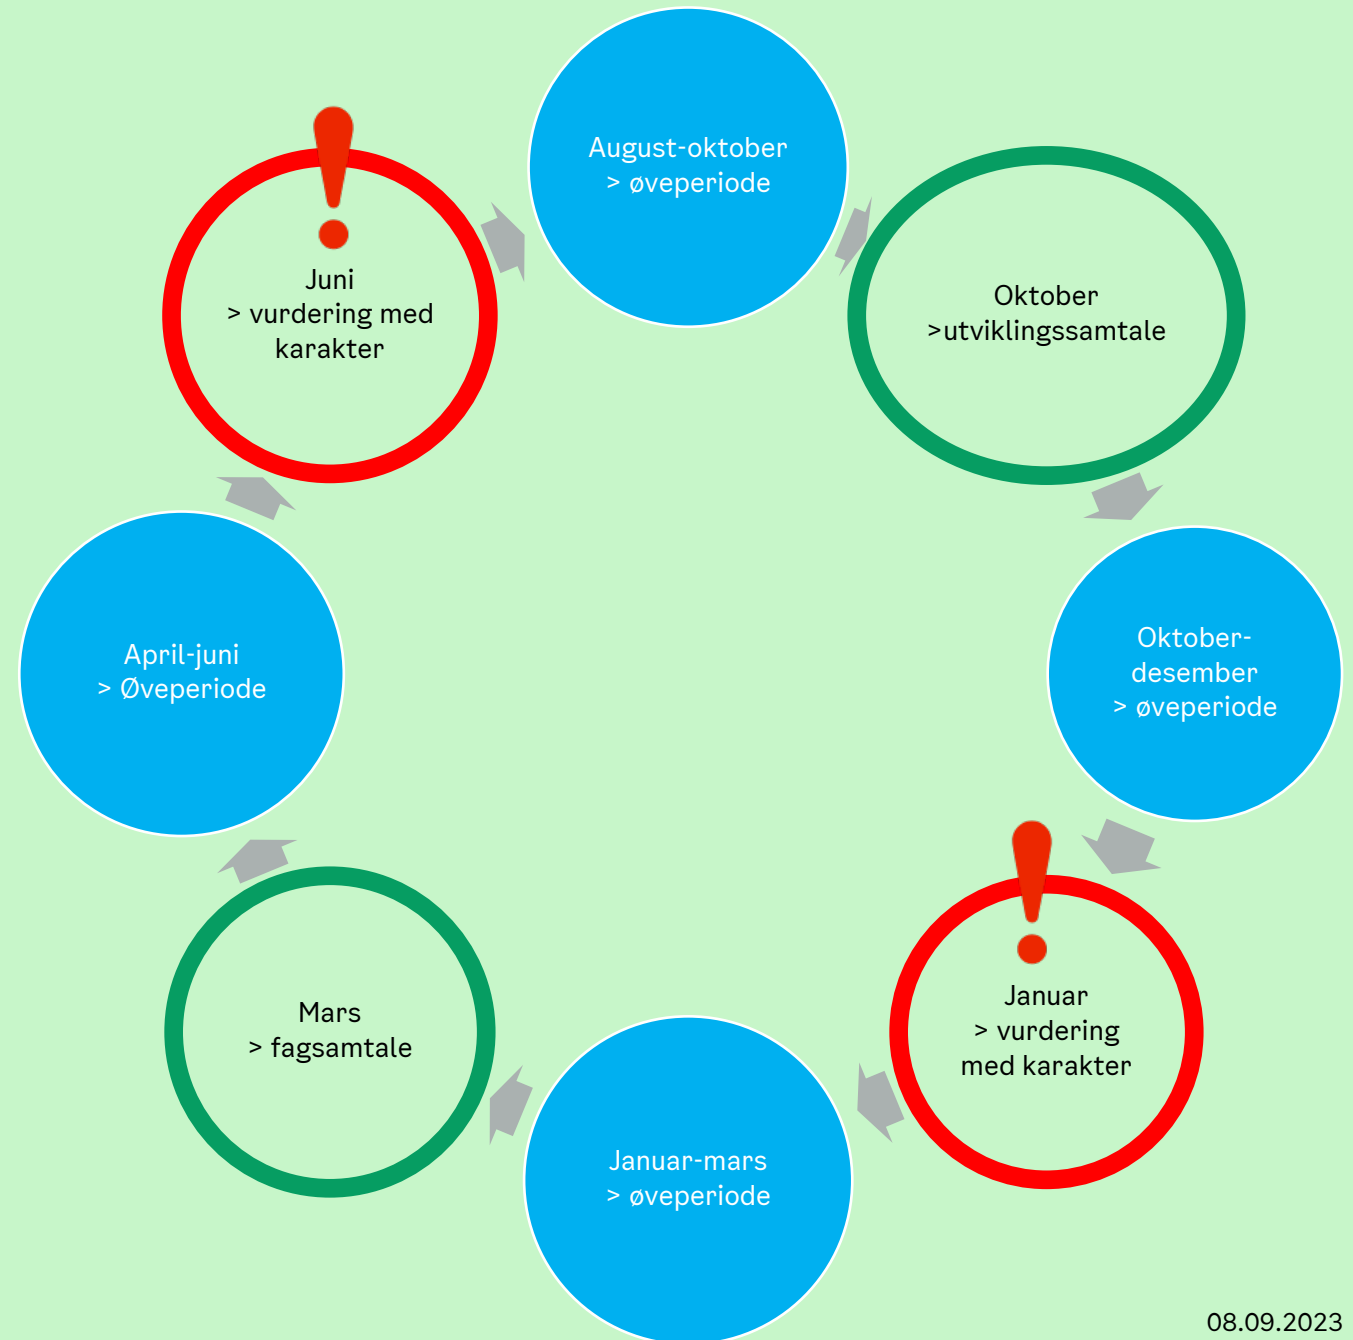 August-oktober
> øveperiode
Oktober
>utviklingssamtale
Oktober-
desember
> øveperiode
Januar
> vurdering
med karakter
Januar-mars
> øveperiode
Mars
> fagsamtale
April-juni
> Øveperiode
Juni
> vurdering med
karakter
08.09.2023